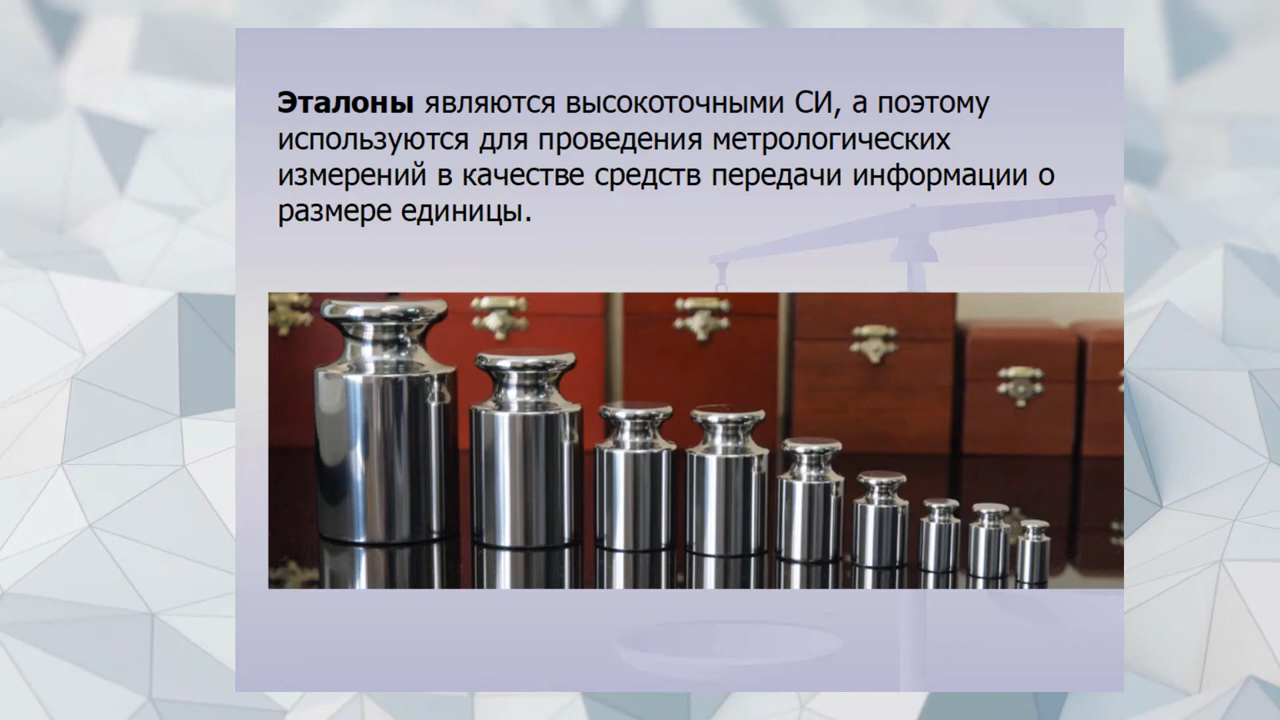 Эталоны являются высокоточными СИ, а поэтому
используются для проведения метрологических
измерений в качестве средств передачи информации о
размере единицы.